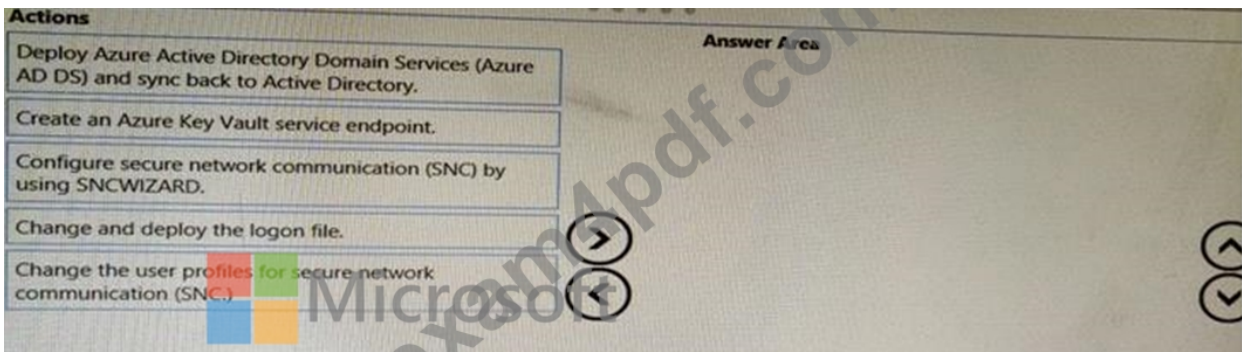 Actions
Answer Area
Deploy Azure Active Directory Domain Services (Azure
AD DS) and sync back to Active Directory.
Create an Azure Key Vault service endpoint.
Configure secure network communication (SNC) by
using SNCWIZARD.
Change and deploy the logon file.
Change the user profiles for secure network
communication (SNC.)
Microsoft
exam4pdf.com